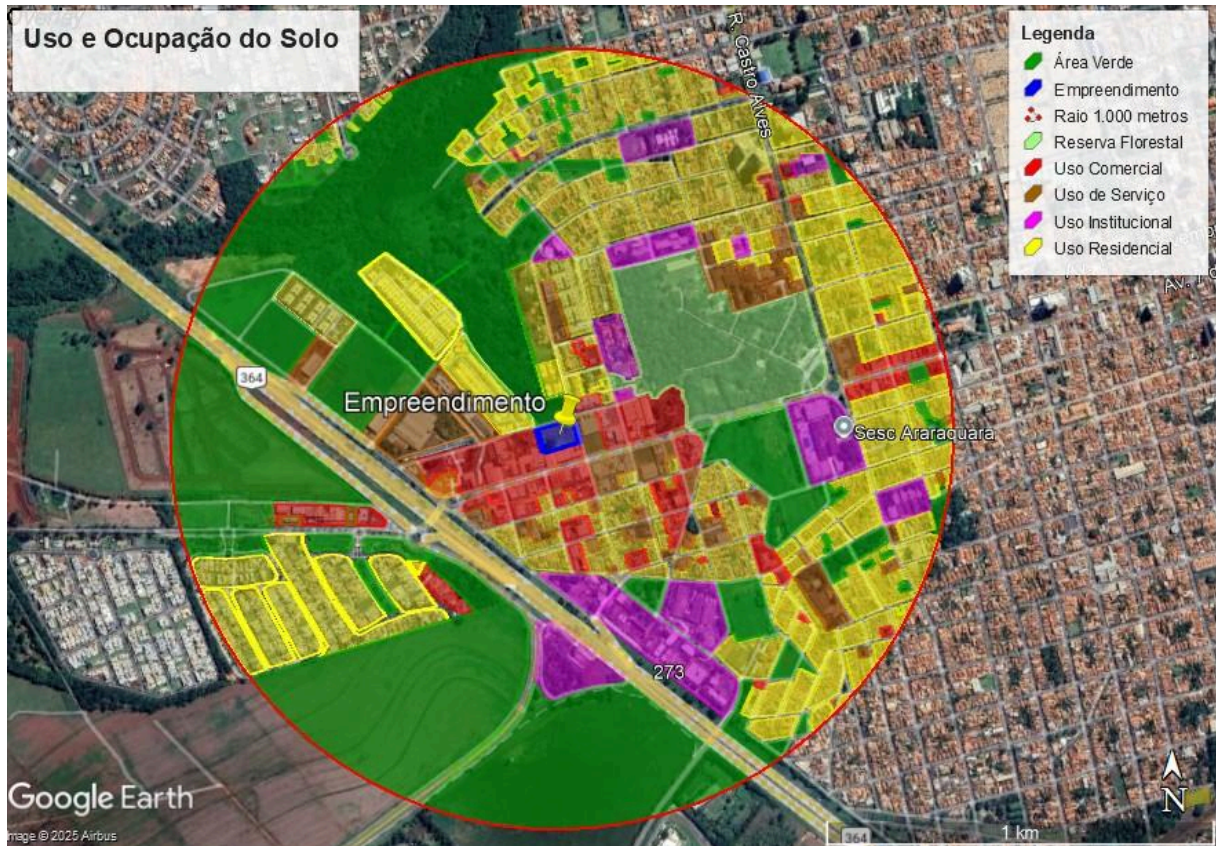 Uso e Ocupação do Solo
Legenda
Área Verde
Empreendimento
Raio 1.000 metros
Reserva Florestal
Uso Comercial
Uso de Serviço
Uso Institucional
Uso Residencial
R. Castro Alves
364
Empreendimento
Sesc Araraquara
273
N
Google Earth
Image © 2025 Airbus
364
1 km